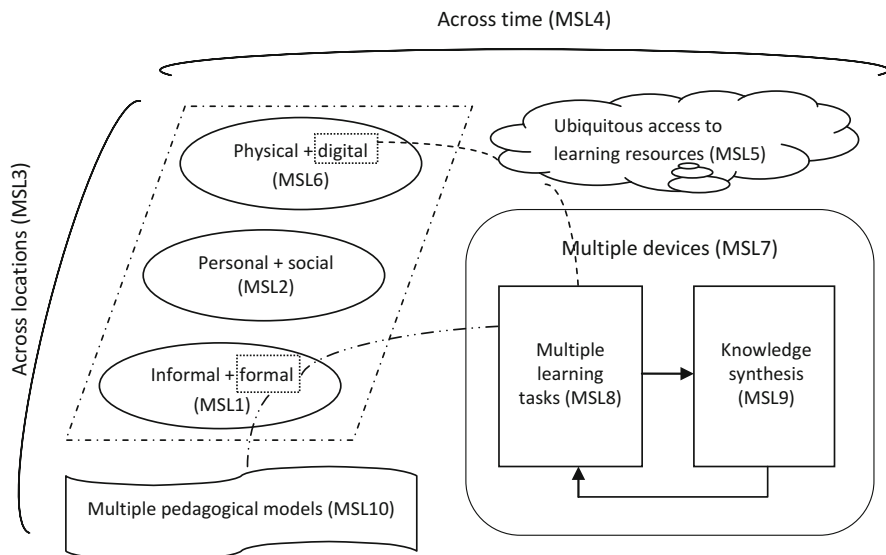 Across time (MSL4)
Across locations (MSL3)
Physical + digital
(MSL6)
Ubiquitous access to
learning resources (MSL5)
Personal + social
(MSL2)
Multiple devices (MSL7)
Informal + formal
(MSL1)
Multiple
learning
tasks (MSL8)
Knowledge
synthesis
(MSL9)
Multiple pedagogical models (MSL10)